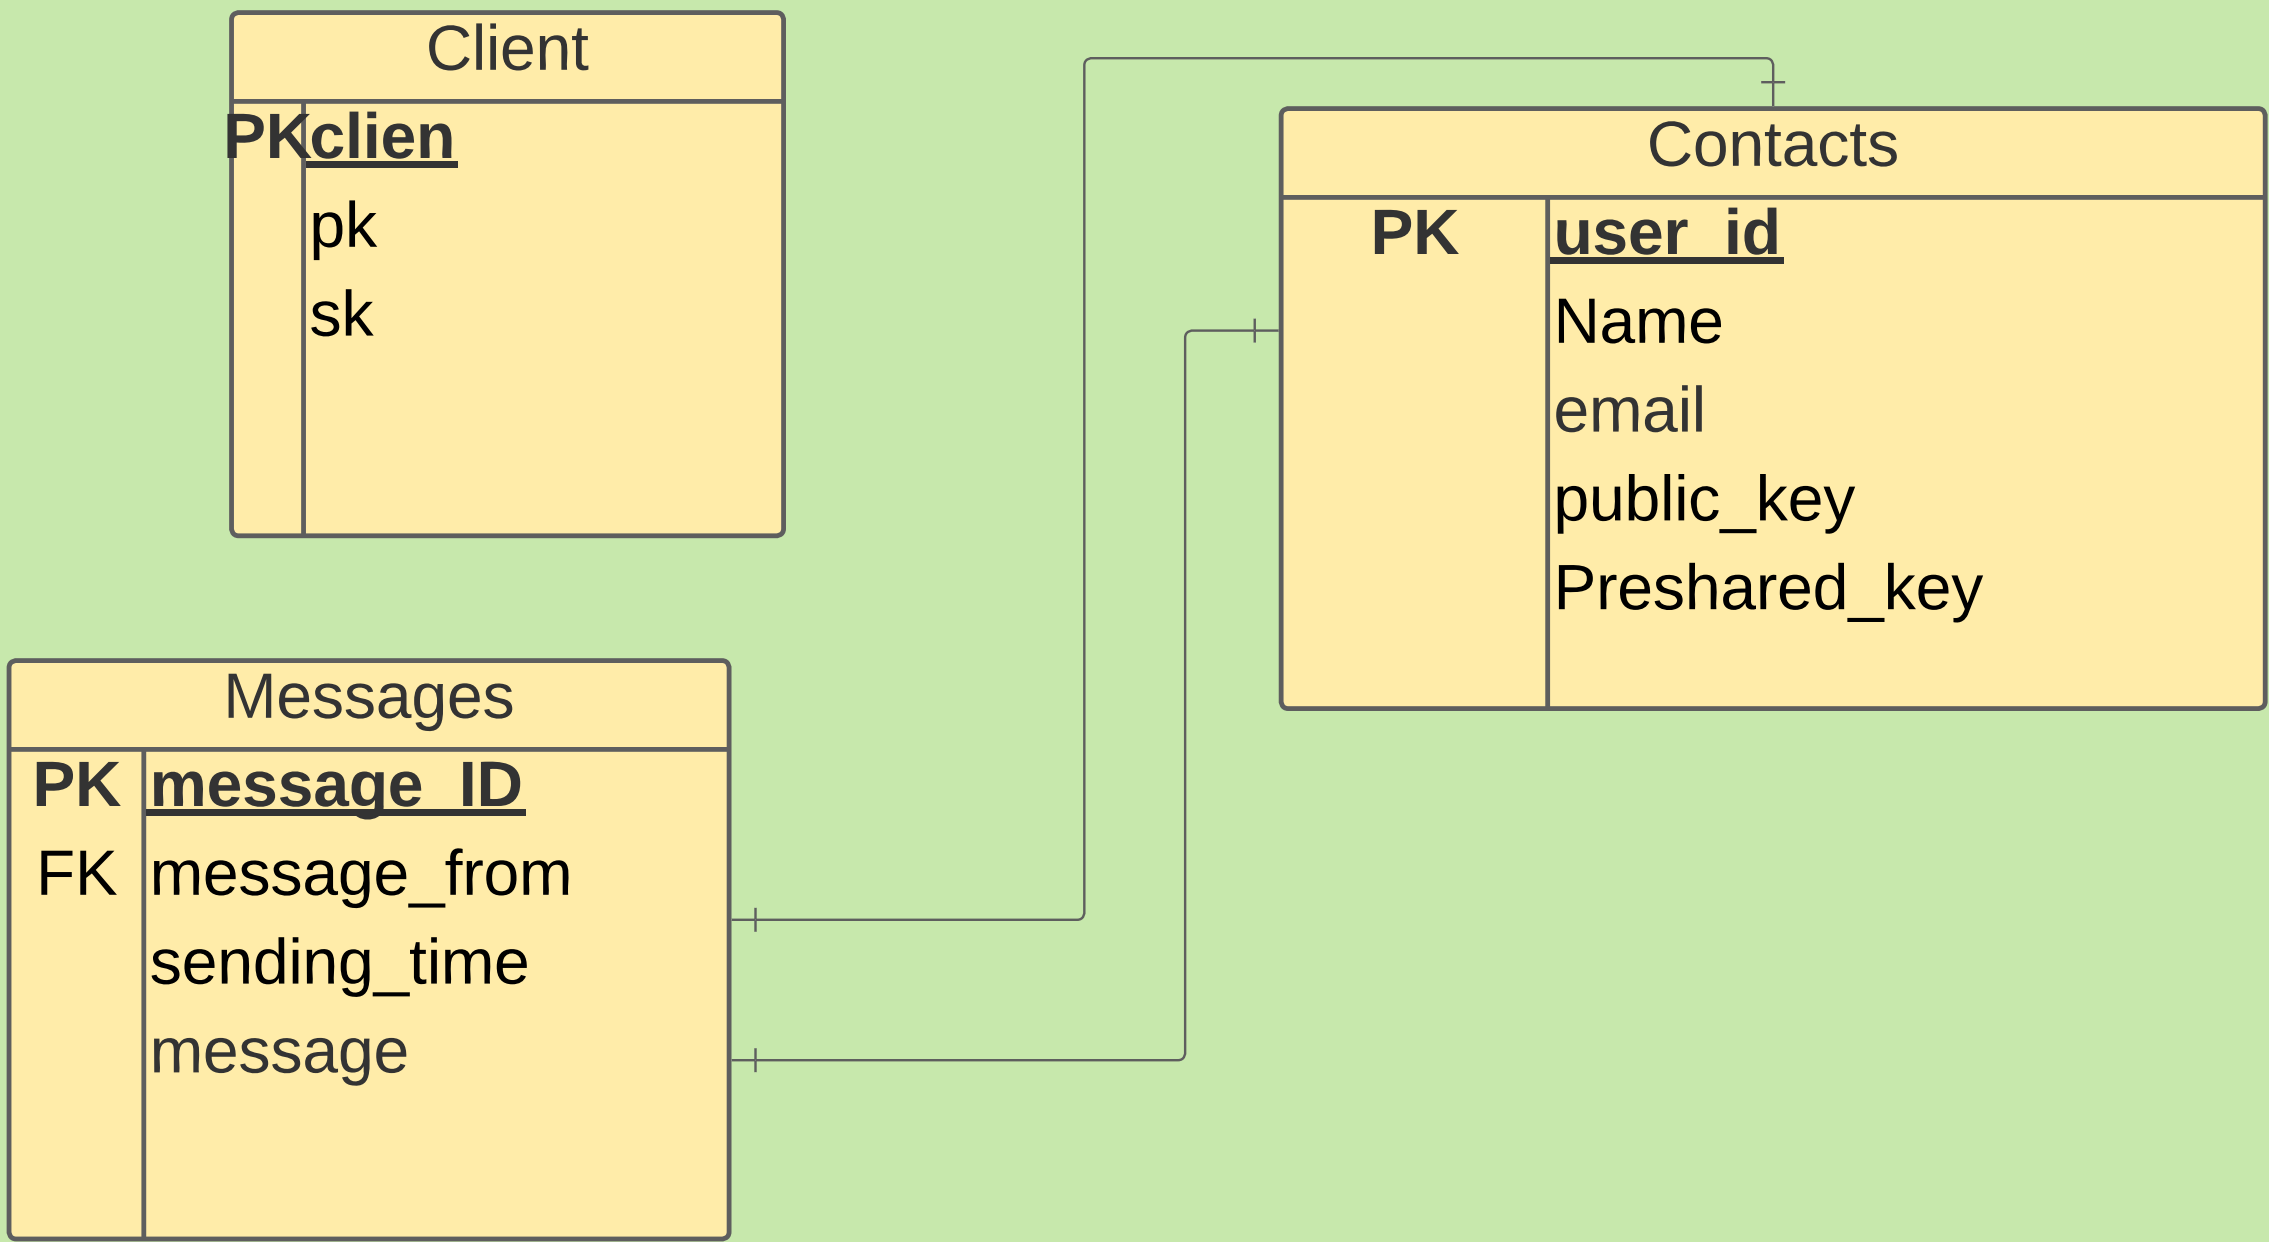 Client
PK clien
pk
sk
Contacts
PK user_id
Name
email
public_key
Preshared_key
Messages
PK message_ID
FK message_from
sending_time
message